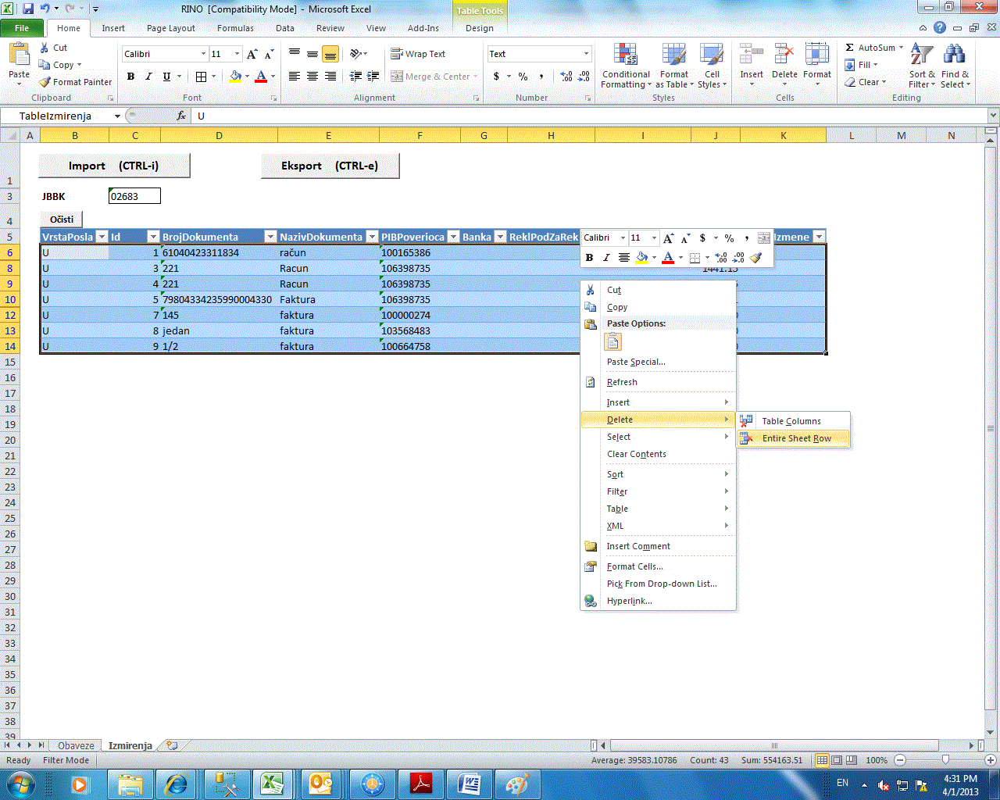 RINO [Compatibility Mode] - Microsoft Excel
Table Tools
File Home Insert Page Layout Formulas Data Review View Add-Ins Design
Paste
Cut
Copy
Format Painter
Clipboard
Calibri 11
B I U
Font
Wrap Text
Merge & Center
Alignment
Text
$ % ,
Number
Conditional Formatting
Format as Table
Cell Styles
Styles
Insert Delete Format
Cells
Σ AutoSum
Fill
Clear
Sort & Filter
Find & Select
Editing
TableIzmirenja fx U
A B C D E F G H I J K L M N
1 Import (CTRL-i) Eksport (CTRL-e)
3 JBBK 02683
4 Očisti
5 VrstaPosla Id BrojDokumenta NazivDokumenta PIBPoverioca Banka ReklPodZaRek Izmene
6 U 1 61040423311834 račun 100165386
8 U 3 221 Racun 106398735 1441.15
9 U 4 221 Racun 106398735
10 U 5 79804334235990004330 Faktura 106398735
12 U 7 145 faktura 100000274
13 U 8 jedan faktura 103568483
14 U 9 1/2 faktura 100664758
15
16
17
18
19
20
21
22
23
24
25
26
27
28
29
30
31
32
33
34
35
36
37
38
39
Calibri 11 A A $ % ,
B I A
Cut
Copy
Paste Options:
Paste Special...
Refresh
Insert
Delete
Select
Clear Contents
Sort
Filter
Table
XML
Insert Comment
Format Cells...
Pick From Drop-down List...
Hyperlink...
Table Columns
Entire Sheet Row
Obaveze Izmirenja
Ready Filter Mode Average: 39583.10786 Count: 43 Sum: 554163.51 100%
EN
4:31 PM
4/1/2013